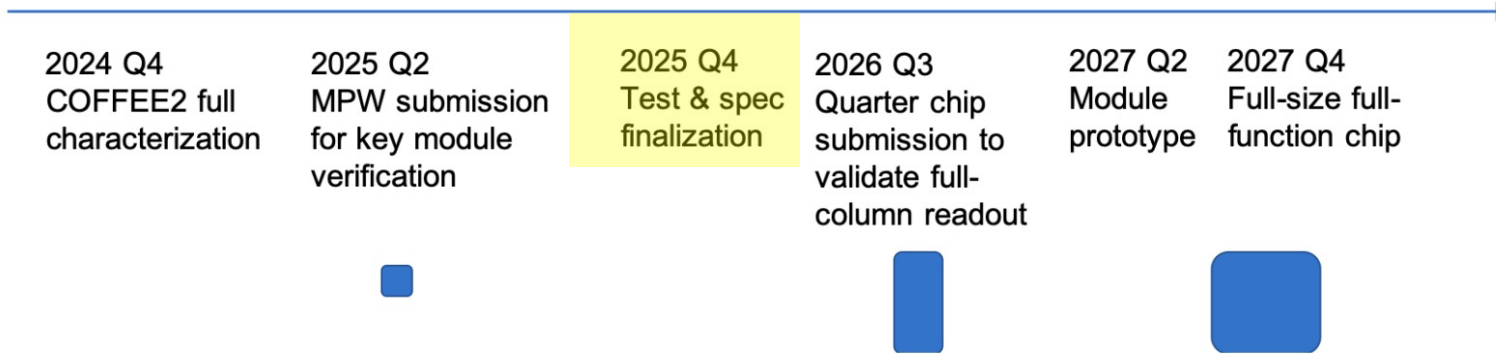 2024 Q4
COFFEE2 full
characterization
2025 Q2
MPW submission
for key module
verification
2025 Q4
Test & spec
finalization
2026 Q3
Quarter chip
submission to
validate full-
column readout
2027 Q2
Module
prototype
2027 Q4
Full-size full-
function chip